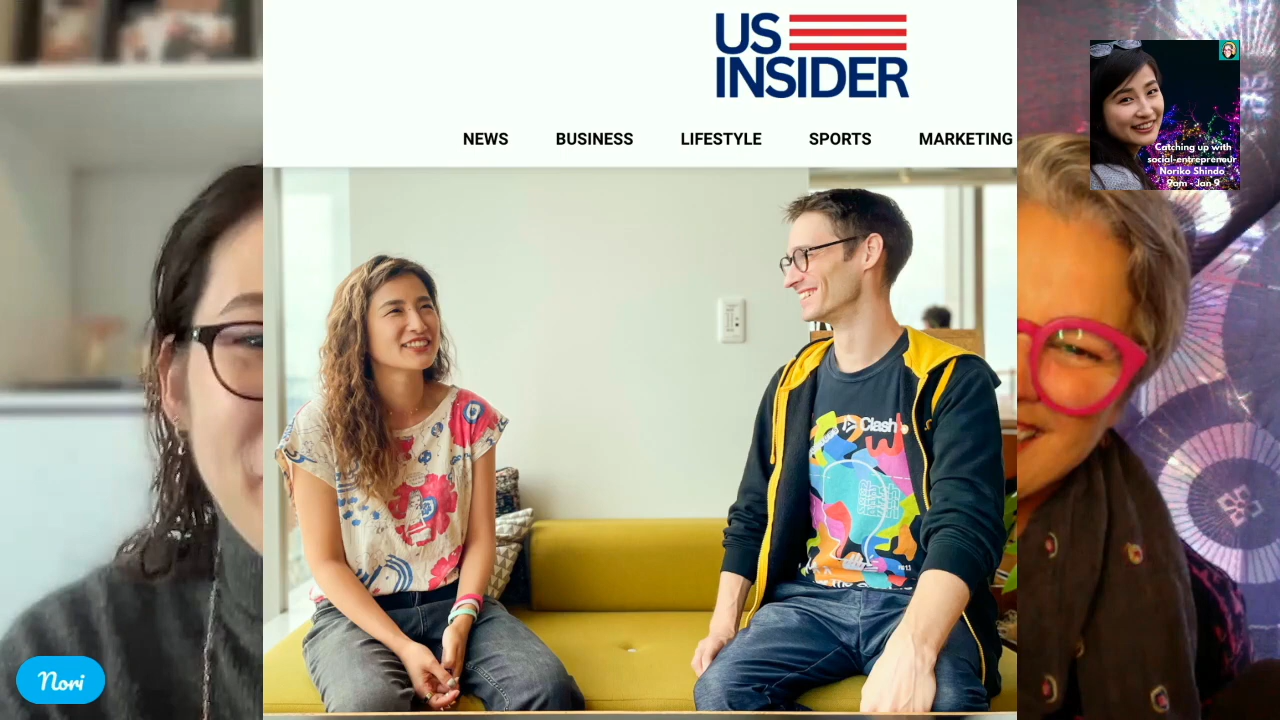 US
INSIDER
NEWS BUSINESS LIFESTYLE SPORTS MARKETING
Catching up with
social-entrepreneur
Noriko Shindo
9am - Jan 9
Clash
Nori